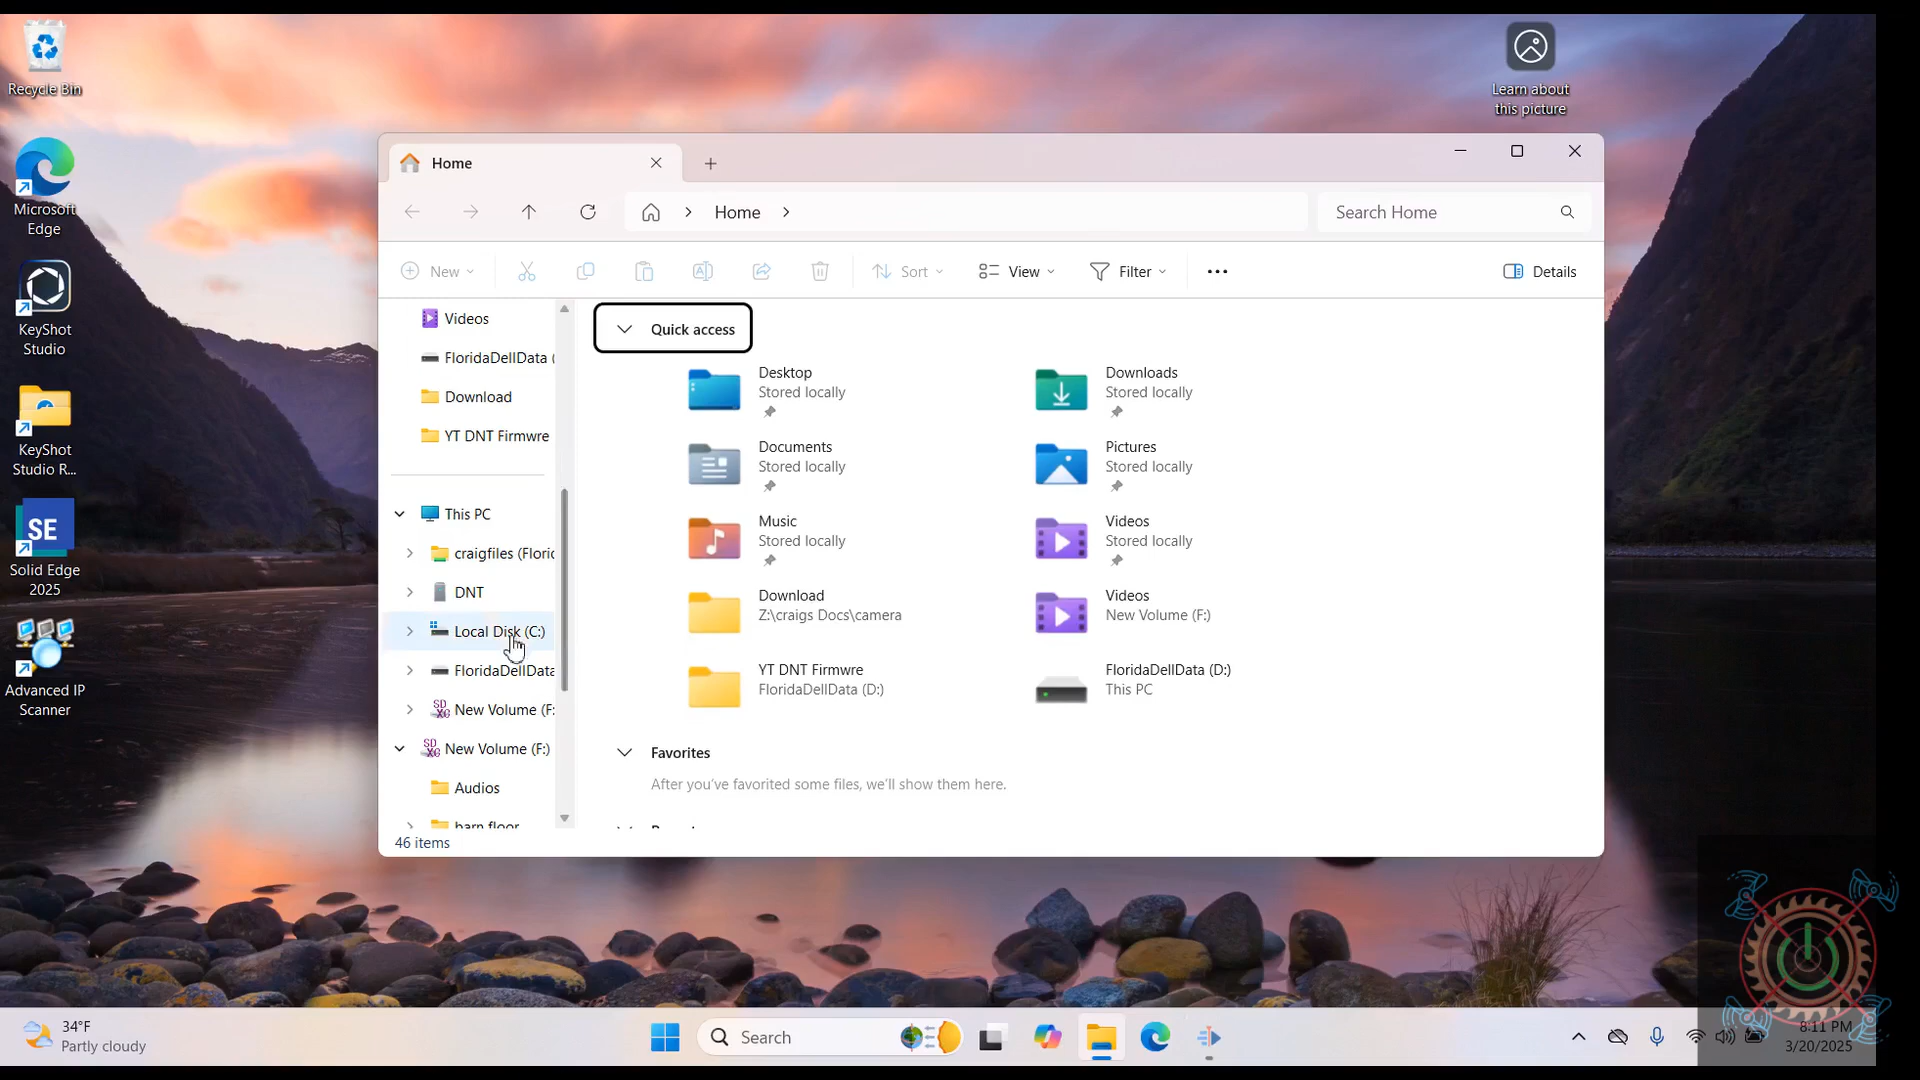 Recycle Bin
Microsoft
Edge
KeyShot
Studio
KeyShot
Studio R...
SE
Solid Edge
2025
Advanced IP
Scanner
Learn about
this picture
Home
Home
Search Home
New
Sort
View
Filter
Details
Videos
FloridaDellData (
Download
YT DNT Firmwre
This PC
craigfiles (Floric
DNT
Local Disk (C:)
FloridaDellData
SD
XC
New Volume (F:
SD
XC
New Volume (F:)
Audios
barn floor
46 items
Quick access
Desktop
Stored locally
Downloads
Stored locally
Documents
Stored locally
Pictures
Stored locally
Music
Stored locally
Videos
Stored locally
Download
Z:\craigs Docs\camera
Videos
New Volume (F:)
YT DNT Firmwre
FloridaDellData (D:)
FloridaDellData (D:)
This PC
Favorites
After you've favorited some files, we'll show them here.
34°F
Partly cloudy
Search
8:11 PM
3/20/2025